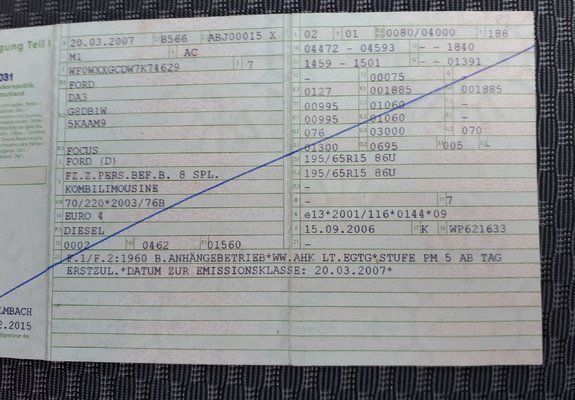 gung Teil I
031
20.03.2007 8566 ABJ00015 X
M1 AC
WF0WXXGCDW7K74629 7
FORD
DA3
G8DB1W
5KAAM9
FOCUS
FORD (D)
FZ.Z.PERS.BEF.B. 8 SPL.
KOMBILIMOUSINE
70/220*2003/76B
EURO 4
DIESEL
0002 0462 01560
02 01 0080/04000 188
04472 - 04593 - - 1840
1459 - 1501 - - 01391
- 00075 -
0127 001885 001885
00995 01060 -
00995 01060 -
076 03000 070
01300 0695 005 -
195/65R15 86U
195/65R15 86U
-
- 7
e13*2001/116*0144*09
15.09.2006 K WP621633
-
F.1/F.2:1960 B.ANHÄNGEBETRIEB*WW.AHK LT.EGTG*STUFE PM 5 AB TAG
ERSTZUL.*DATUM ZUR EMISSIONSKLASSE: 20.03.2007*
LMBACH
2.2015